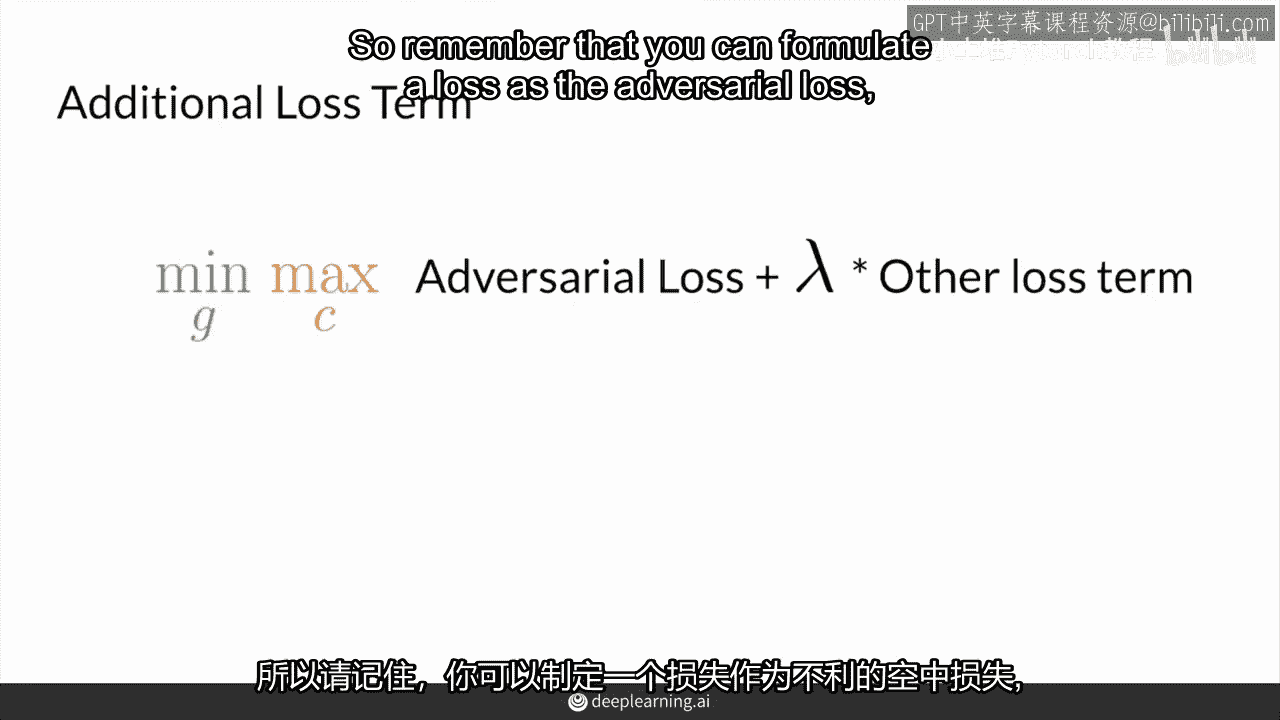 GPT中英字幕课程资源@bilibili.com
So remember that you can formulate
a loss as the adversarial loss,
bilibili
Additional Loss Term
min max Adversarial Loss + λ * Other loss term
g c
所以请记住，你可以制定一个损失作为不利的空中损失，
deeplearning.ai